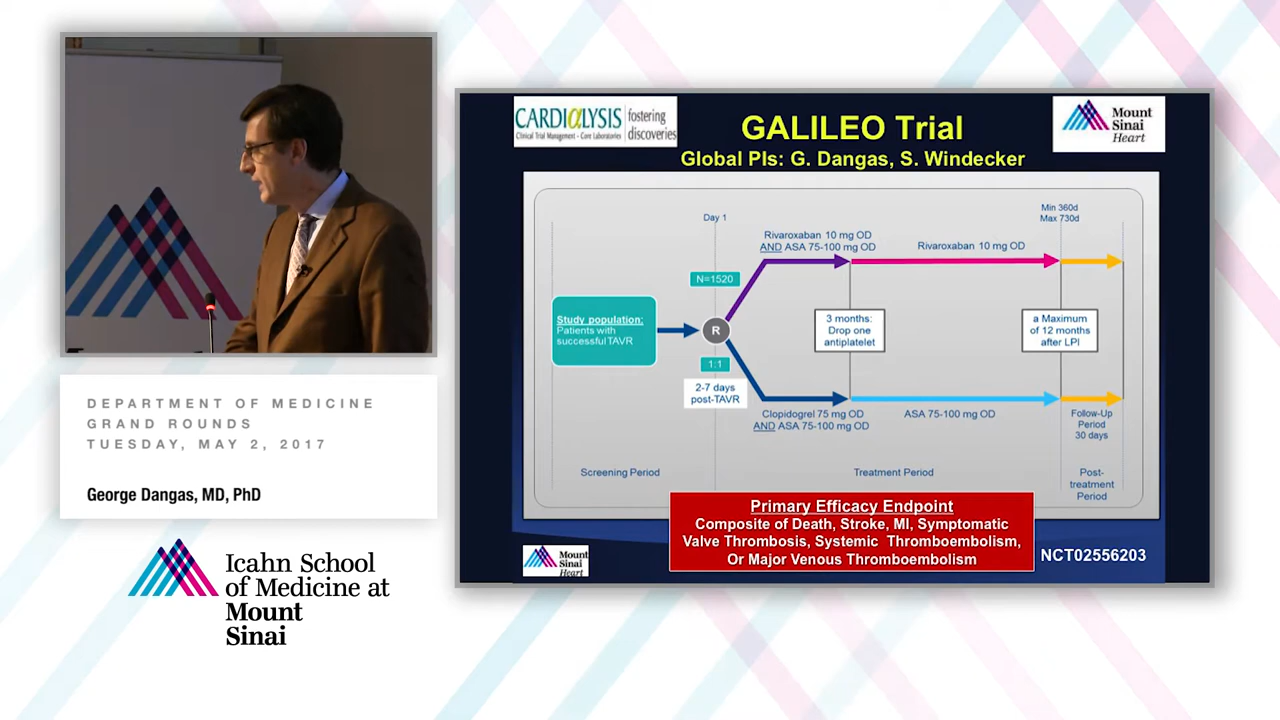 DEPARTMENT OF MEDICINE
GRAND ROUNDS
TUESDAY, MAY 2, 2017
George Dangas, MD, PhD
Icahn School
of Medicine at
Mount
Sinai
CARDIαLYSIS
Clinical Trial Management - Core Laboratories
fostering
discoveries
GALILEO Trial
Global PIs: G. Dangas, S. Windecker
Mount
Sinai
Heart
Day 1
Min 360d
Max 730d
Rivaroxaban 10 mg OD
AND ASA 75-100 mg OD
Rivaroxaban 10 mg OD
N=1520
Study population:
Patients with
successful TAVR
R
3 months:
Drop one
antiplatelet
a Maximum
of 12 months
after LPI
1:1
2-7 days
post-TAVR
Clopidogrel 75 mg OD
AND ASA 75-100 mg OD
ASA 75-100 mg OD
Follow-Up
Period
30 days
Screening Period
Treatment Period
Post-
treatment
Period
Primary Efficacy Endpoint
Composite of Death, Stroke, MI, Symptomatic
Valve Thrombosis, Systemic Thromboembolism,
Or Major Venous Thromboembolism
Mount
Sinai
Heart
NCT02556203